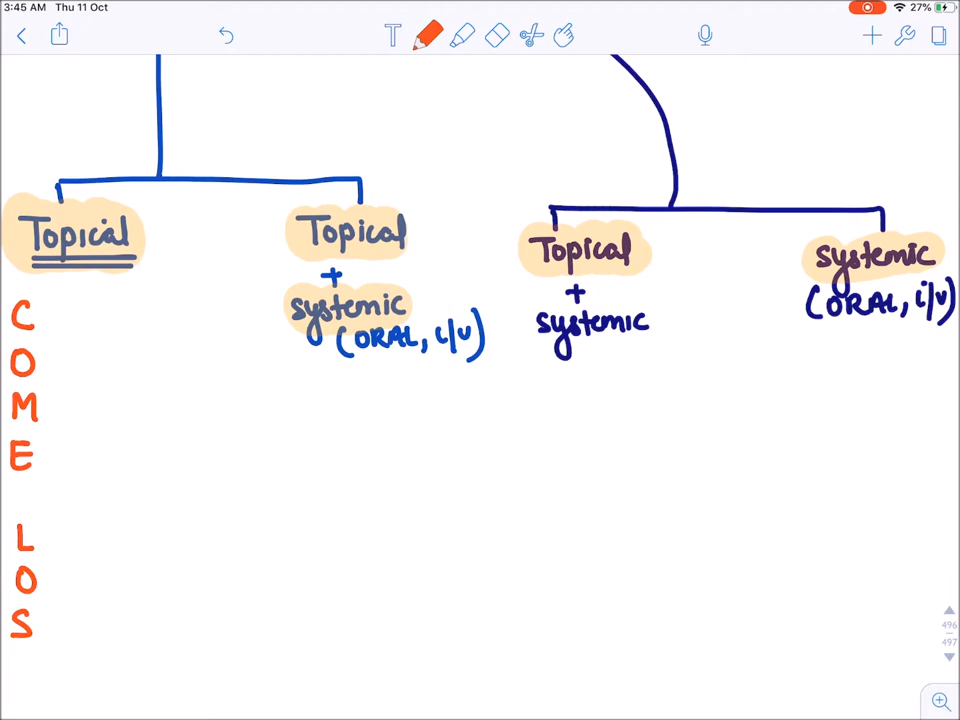 3:45 AM Thu 11 Oct
27%
T
Topical
Topical
+
systemic
(ORAL, i/v)
Topical
+
systemic
systemic
(ORAL, i/v)
C
O
M
E
L
O
S
496
497